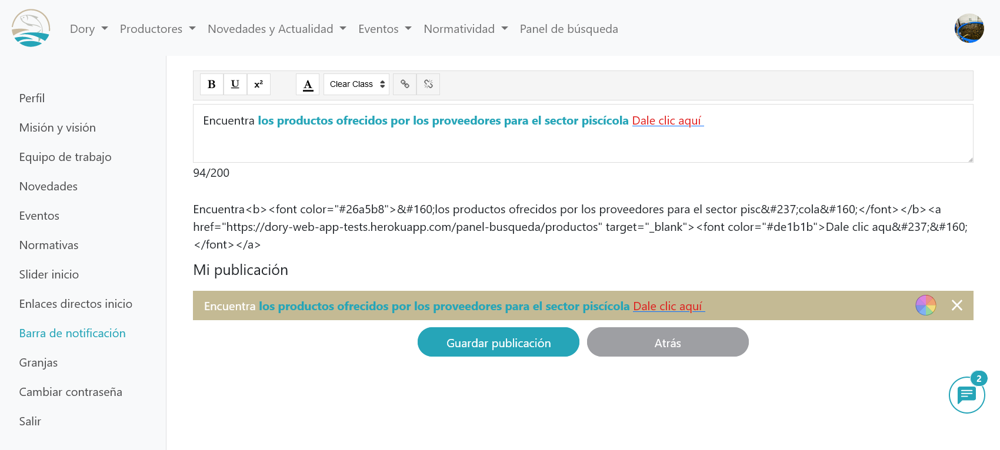 Dory Productores Novedades y Actualidad Eventos Normatividad Panel de búsqueda
Perfil
Misión y visión
Equipo de trabajo
Novedades
Eventos
Normativas
Slider inicio
Enlaces directos inicio
Barra de notificación
Granjas
Cambiar contraseña
Salir
B U x² A Clear Class
Encuentra los productos ofrecidos por los proveedores para el sector piscícola Dale clic aquí
94/200
Encuentra<b><font color="#26a5b8">&#160;los productos ofrecidos por los proveedores para el sector pisc&#237;cola&#160;</font></b><a
href="https://dory-web-app-tests.herokuapp.com/panel-busqueda/productos" target="_blank"><font color="#de1b1b">Dale clic aqu&#237;&#160;
</font></a>
Mi publicación
Encuentra los productos ofrecidos por los proveedores para el sector piscícola Dale clic aquí
Guardar publicación Atrás
2